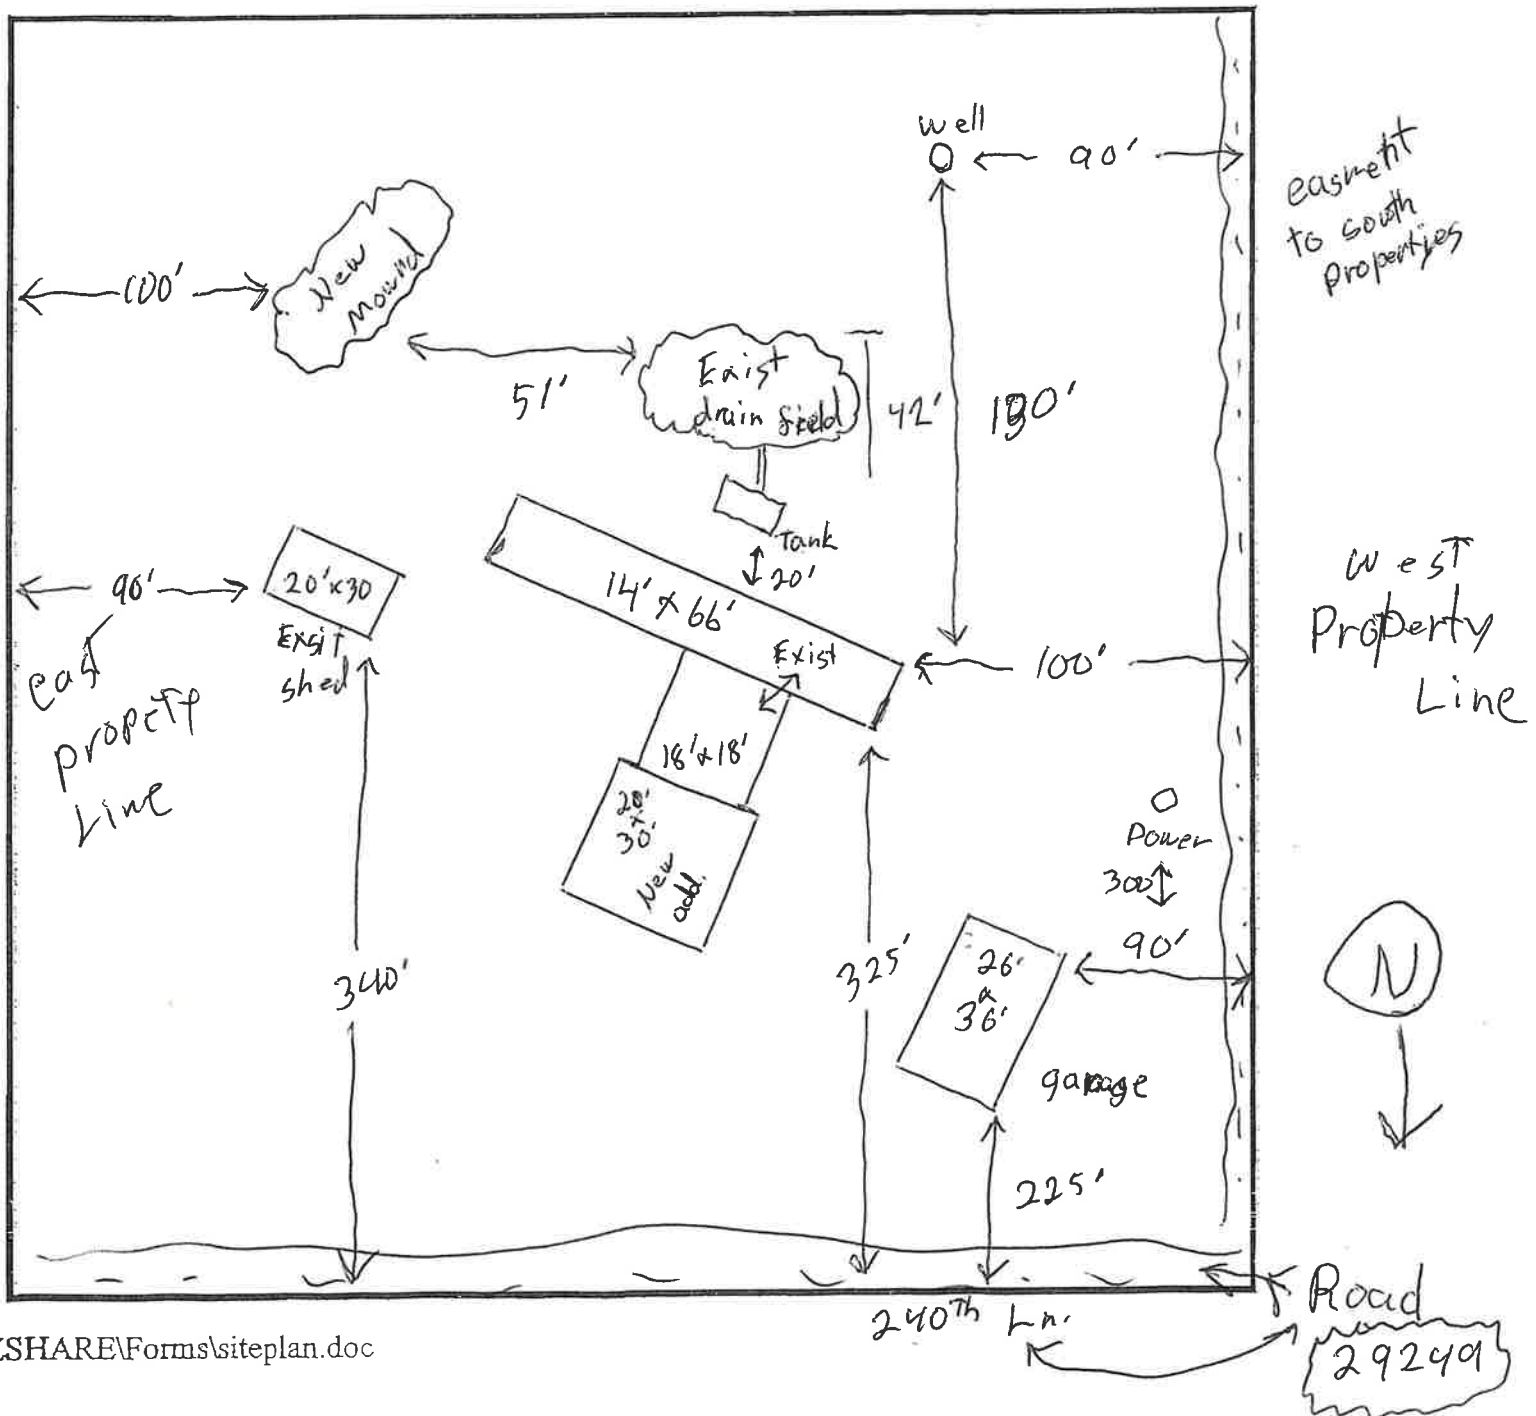 well
90'
easment
to south
properties
100'
New
Mound
51'
Exist
drain field
42'
Tank
20'
90'
20'x30
Exsit
shed
14' x 66'
Exist
100'
West
Property
Line
east
propety
Line
18'x18'
20'
x
30'
New
add.
Power
300
90'
340'
325'
26'
x
36'
garage
N
225'
240th Ln.
Road
29249
SHARE\Forms\siteplan.doc